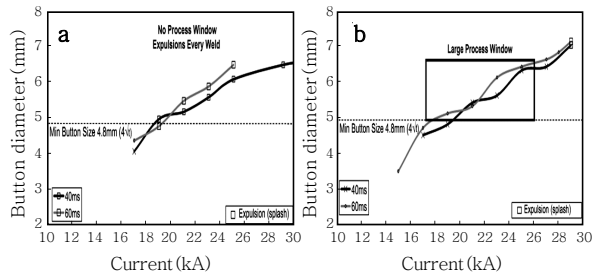 a
No Process Window
Expulsions Every Weld
Button diameter (mm)
8
7
6
5
4
3
2
Min Button Size 4.8mm (4√t)
40ms
60ms
Expulsion (splash)
10 12 14 16 18 20 22 24 26 28 30
Current (kA)
b
Large Process Window
Button diameter (mm)
8
7
6
5
4
3
2
Min Button Size 4.8mm (4√t)
40ms
60ms
Expulsion (splash)
10 12 14 16 18 20 22 24 26 28 30
Current (kA)